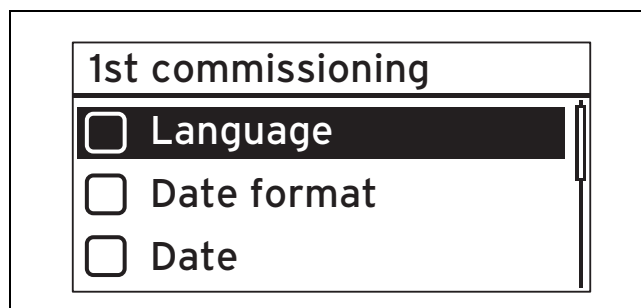 1st commissioning
Language
Date format
Date